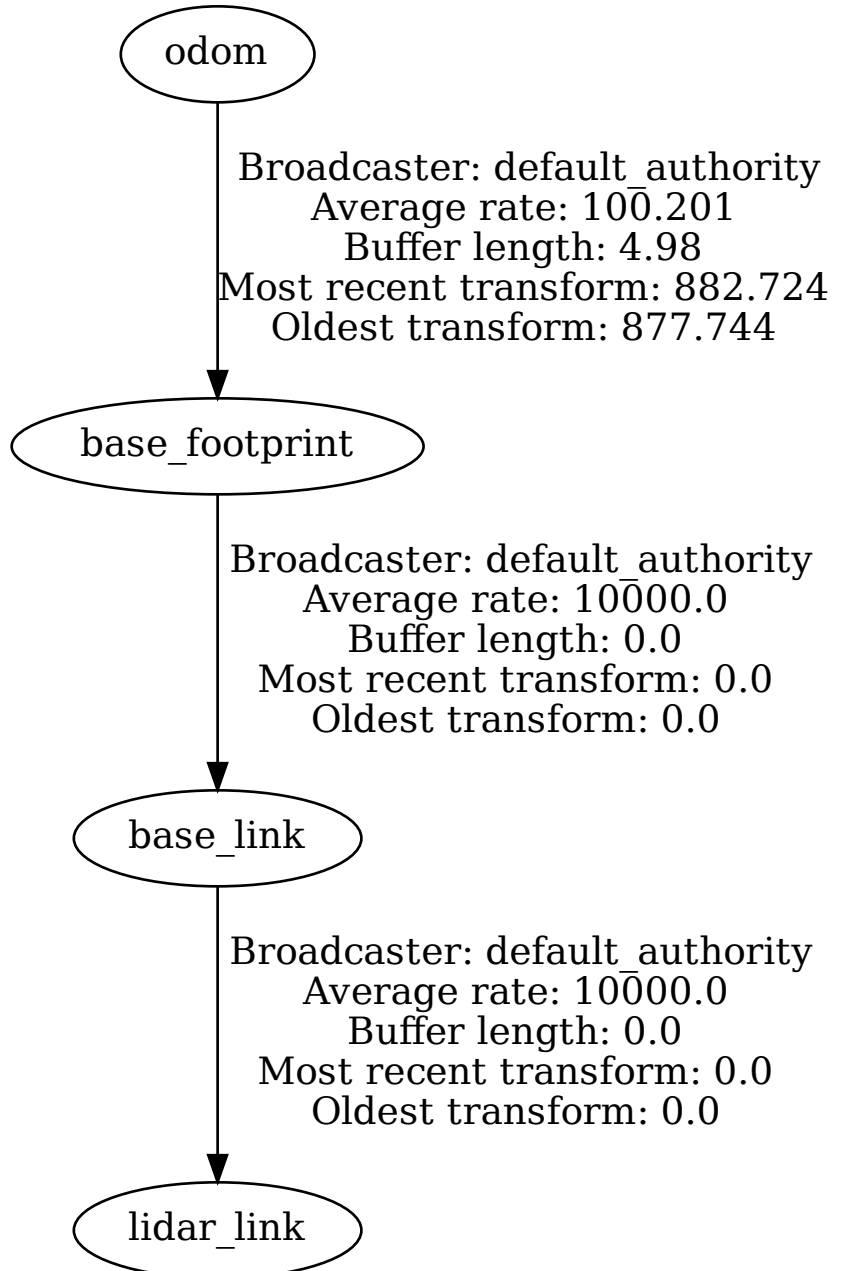 odom
Broadcaster: default_authority
Average rate: 100.201
Buffer length: 4.98
Most recent transform: 882.724
Oldest transform: 877.744
base_footprint
Broadcaster: default_authority
Average rate: 10000.0
Buffer length: 0.0
Most recent transform: 0.0
Oldest transform: 0.0
base_link
Broadcaster: default_authority
Average rate: 10000.0
Buffer length: 0.0
Most recent transform: 0.0
Oldest transform: 0.0
lidar_link